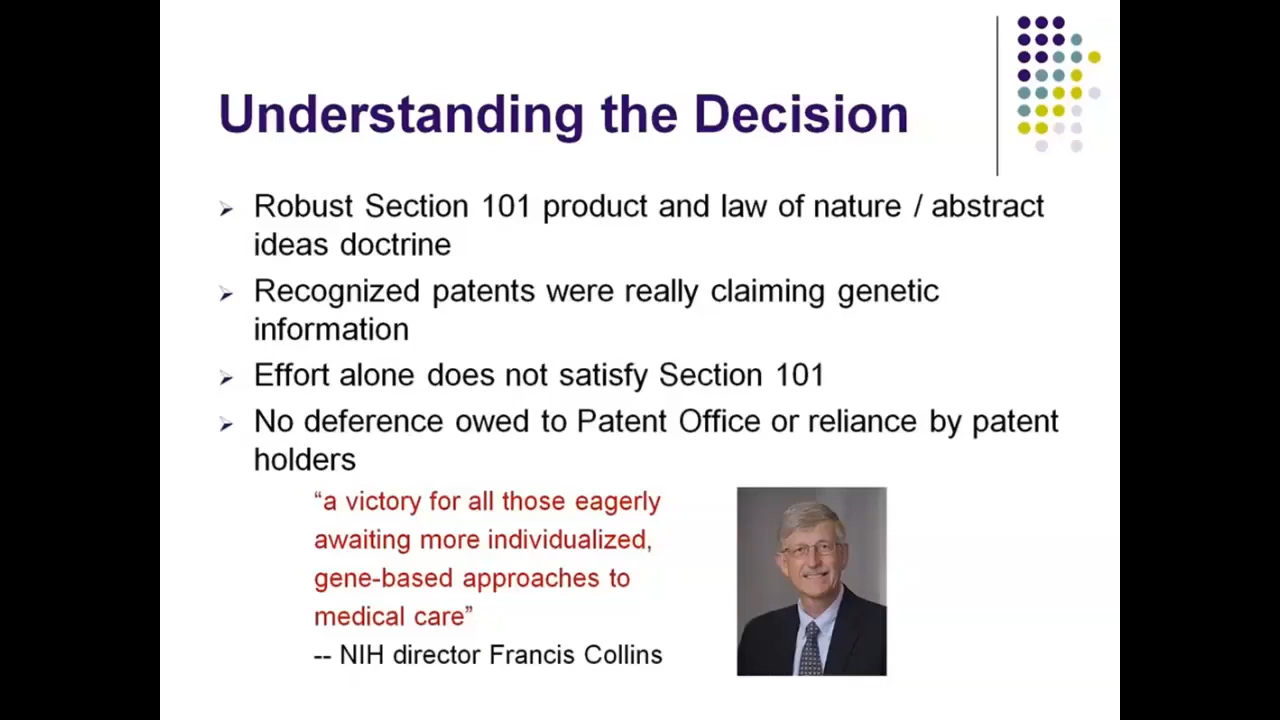 Understanding the Decision
Robust Section 101 product and law of nature / abstract
ideas doctrine
Recognized patents were really claiming genetic
information
Effort alone does not satisfy Section 101
No deference owed to Patent Office or reliance by patent
holders
“a victory for all those eagerly
awaiting more individualized,
gene-based approaches to
medical care”
-- NIH director Francis Collins